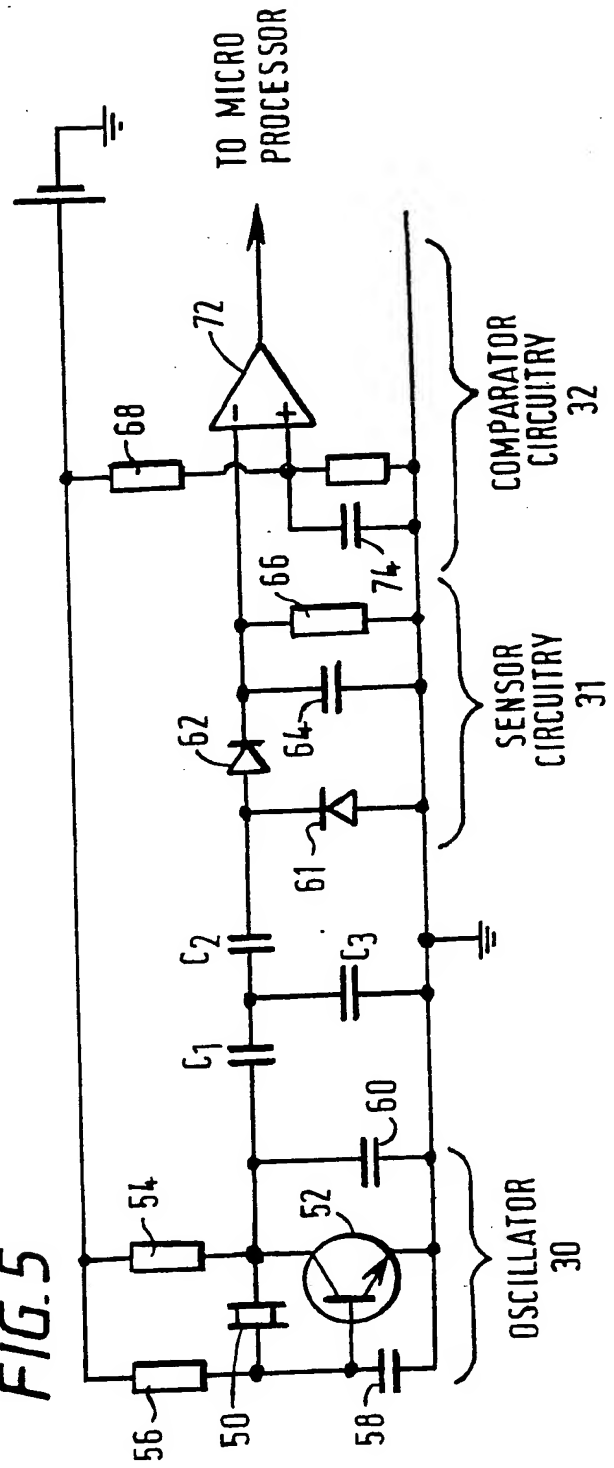 FIG. 5
56
54
50
52
58
60
C1
C2
C3
61
62
64
66
68
72
74
-
+
TO MICRO
PROCESSOR
OSCILLATOR
30
SENSOR
CIRCUITRY
31
COMPARATOR
CIRCUITRY
32